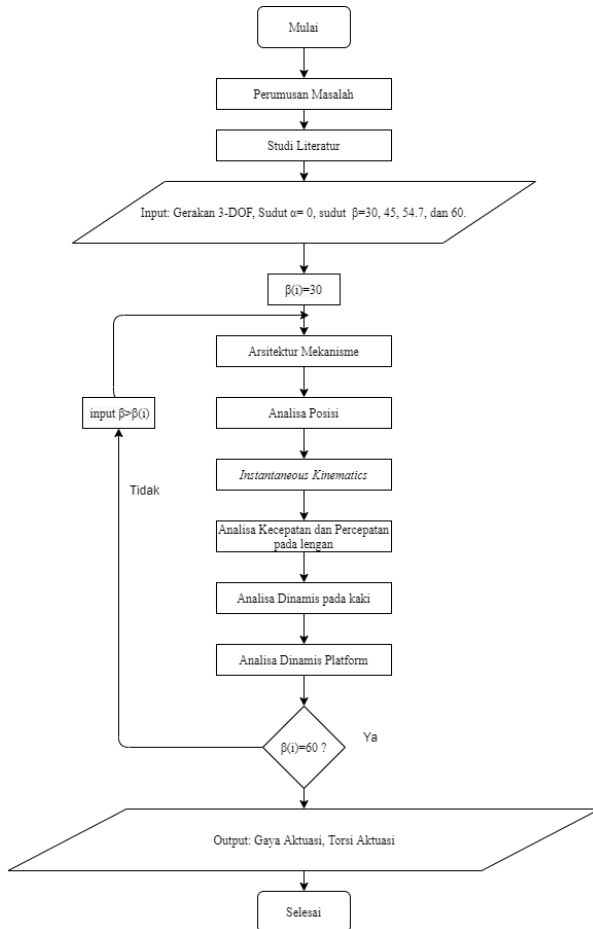 Mulai
Perumusan Masalah
Studi Literatur
Input: Gerakan 3-DOF, Sudut α= 0, sudut β=30, 45, 54.7, dan 60.
β(i)=30
Arsitektur Mekanisme
input β>β(i)
Analisa Posisi
Instantaneous Kinematics
Tidak
Analisa Kecepatan dan Percepatan
pada lengan
Analisa Dinamis pada kaki
Analisa Dinamis Platform
β(i)=60 ?
Ya
Output: Gaya Aktuasi, Torsi Aktuasi
Selesai